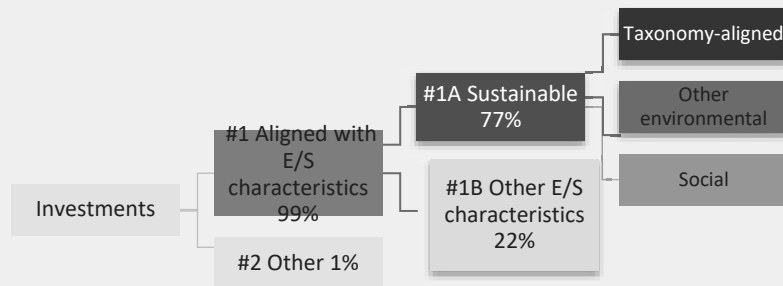 Taxonomy-aligned
#1A Sustainable
77%
Other
environmental
#1 Aligned with
E/S
characteristics
99%
Social
#1B Other E/S
characteristics
22%
Investments
#2 Other 1%